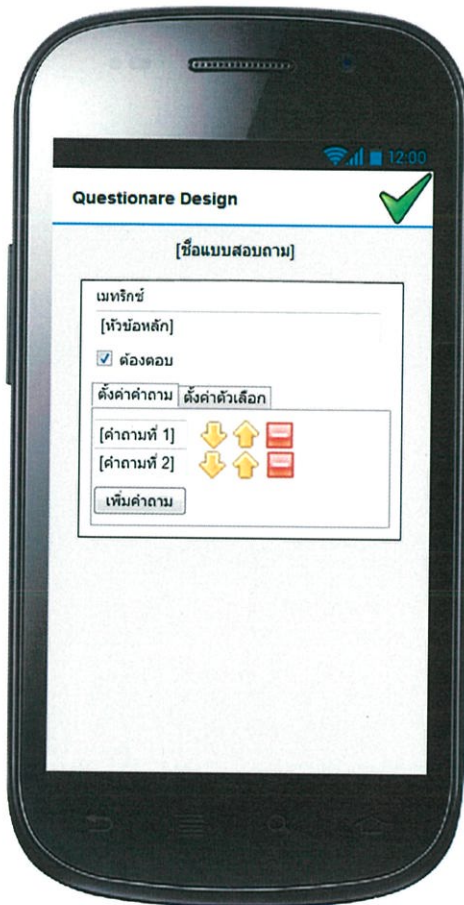 12:00
Questionare Design
[ชื่อแบบสอบถาม]
เมทริกซ์
[หัวข้อหลัก]
ต้องตอบ
ตั้งค่าคำถาม ตั้งค่าตัวเลือก
[คำถามที่ 1]
[คำถามที่ 2]
เพิ่มคำถาม